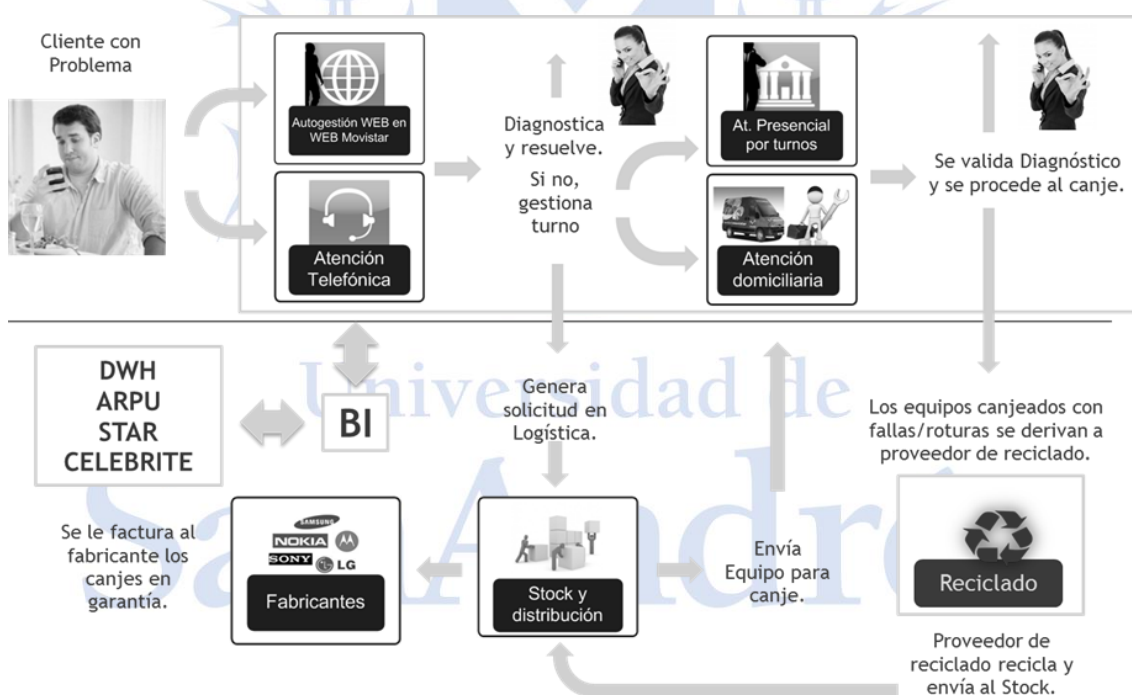 Cliente con
Problema
Autogestión WEB en
WEB Movistar
Atención
Telefónica
Diagnostica
y resuelve.
Si no,
gestiona
turno
At. Presencial
por turnos
Atención
domiciliaria
Se valida Diagnóstico
y se procede al canje.
DWH
ARPU
STAR
CELEBRITE
BI
Universidad de
San Andrés
Genera
solicitud en
Logística.
Los equipos canjeados con
fallas/roturas se derivan a
proveedor de reciclado.
Se le factura al
fabricante los
canjes en
garantía.
SAMSUNG
NOKIA
SONY
LG
Fabricantes
Stock y
distribución
Envía
Equipo para
canje.
Reciclado
Proveedor de
reciclado recicla y
envía al Stock.